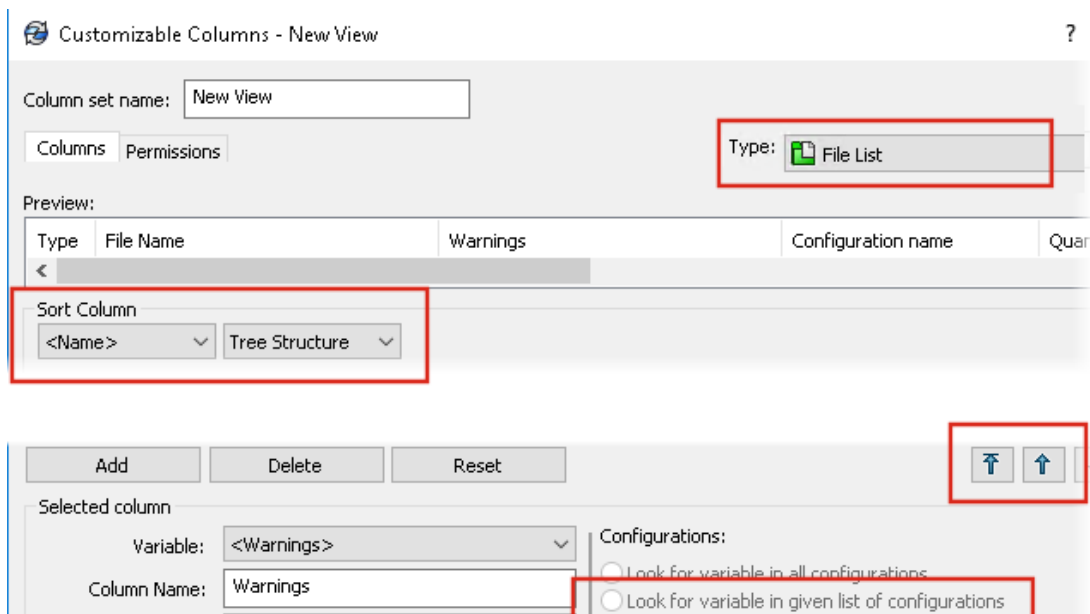 Customizable Columns - New View ?
Column set name: New View
Columns Permissions Type: File List
Preview:
Type File Name Warnings Configuration name
Sort Column
<Name> Tree Structure
Add Delete Reset
Selected column
Variable: <Warnings> Configurations:
Look for variable in all configurations
Column Name: Warnings
Look for variable in given list of configurations